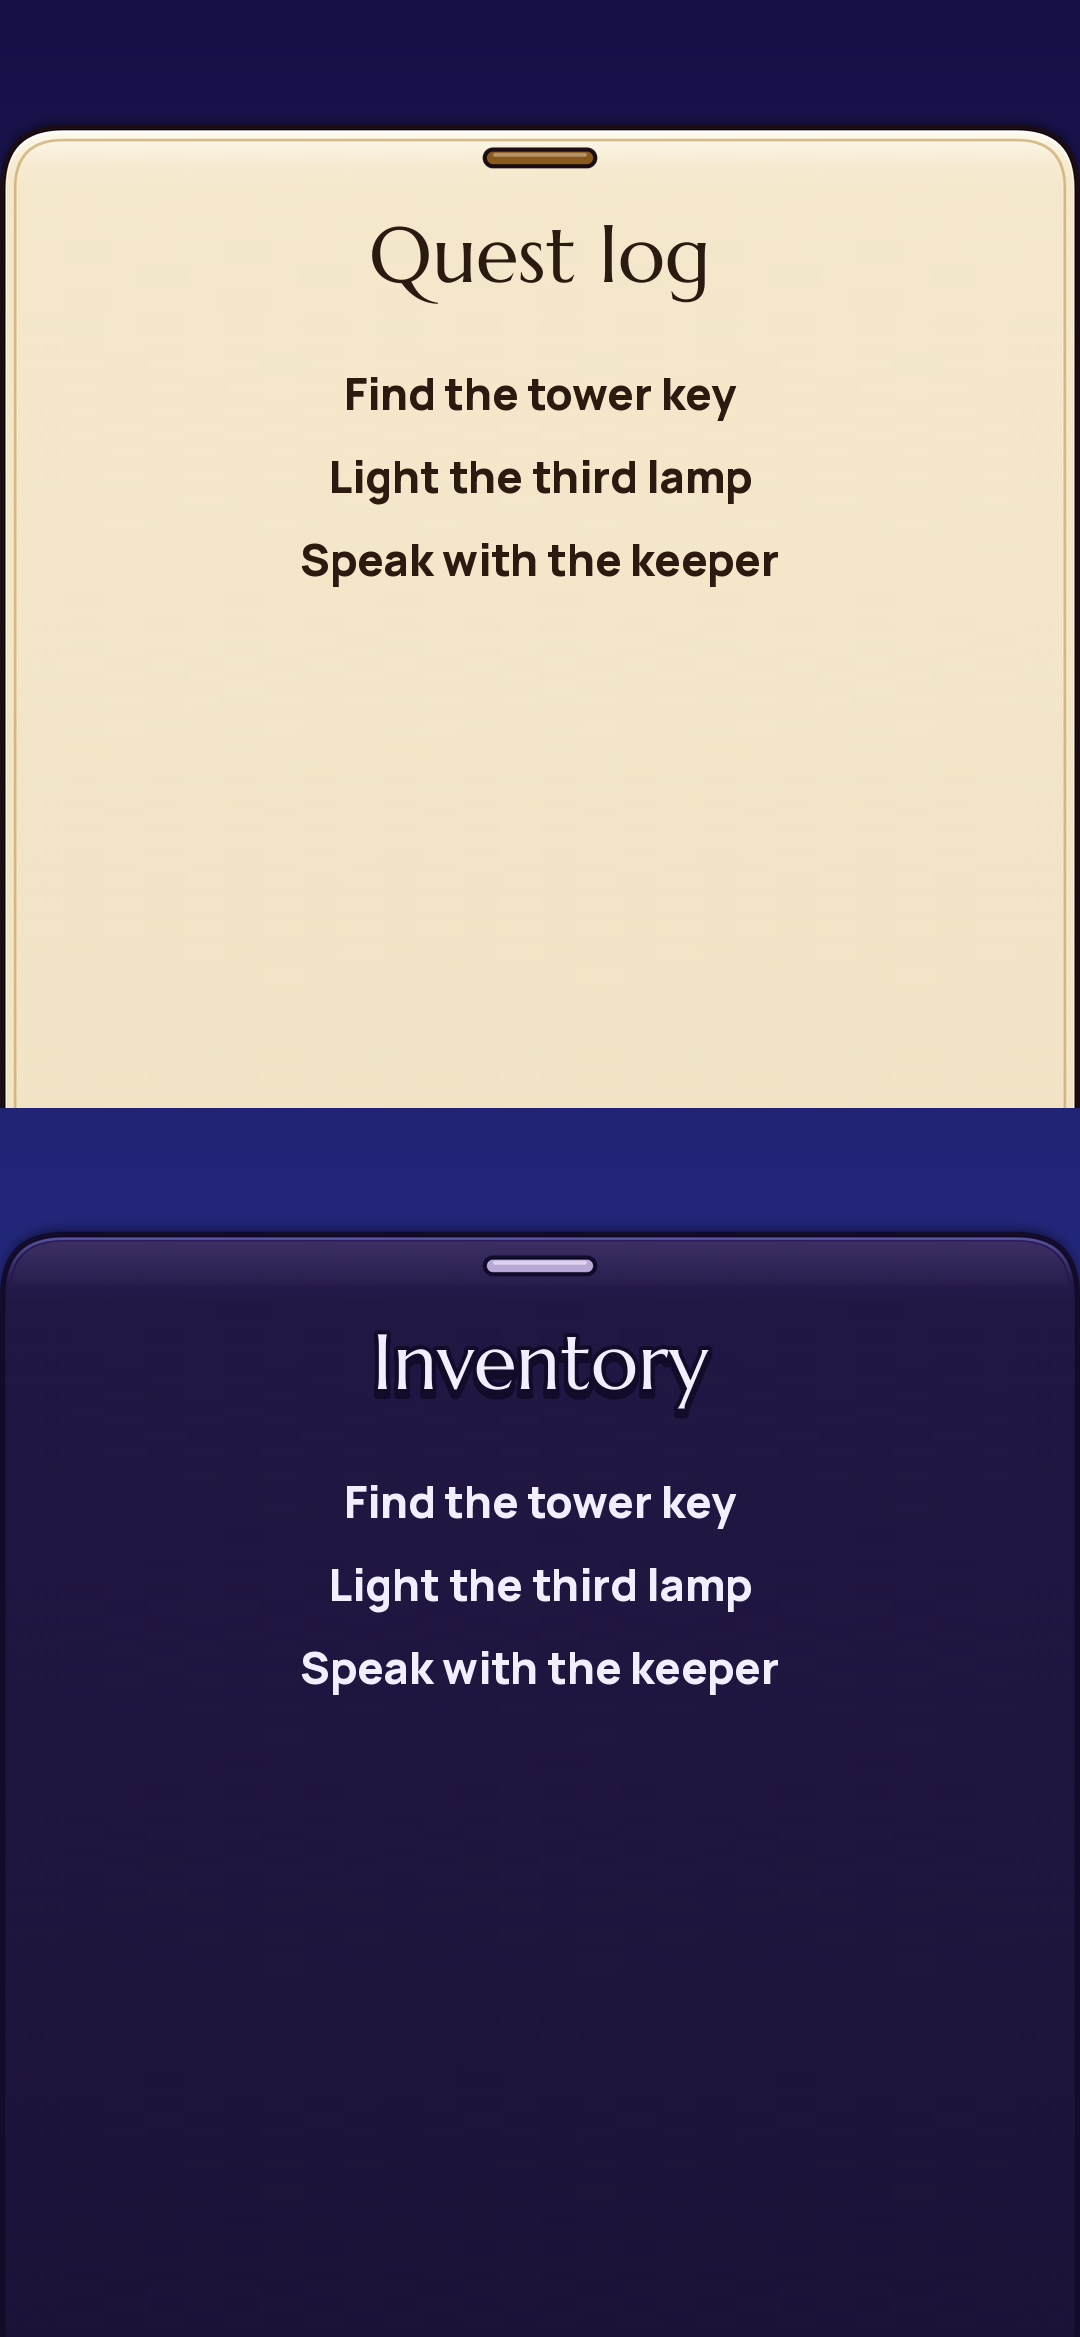 Quest log
Find the tower key
Light the third lamp
Speak with the keeper
Inventory
Find the tower key
Light the third lamp
Speak with the keeper